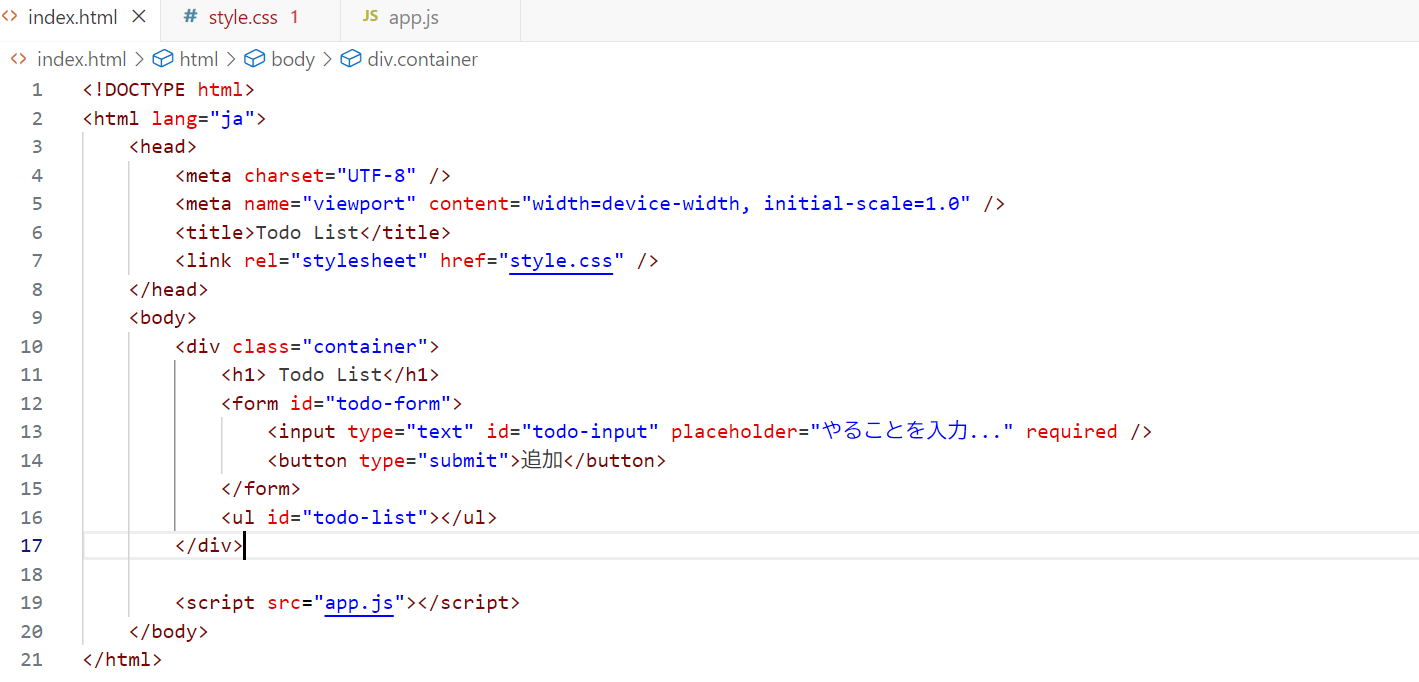 index.html
style.css 1
JS app.js
index.html > html > body > div.container
1 <!DOCTYPE html>
2 <html lang="ja">
3 <head>
4 <meta charset="UTF-8" />
5 <meta name="viewport" content="width=device-width, initial-scale=1.0" />
6 <title>Todo List</title>
7 <link rel="stylesheet" href="style.css" />
8 </head>
9 <body>
10 <div class="container">
11 <h1> Todo List</h1>
12 <form id="todo-form">
13 <input type="text" id="todo-input" placeholder="やることを入力..." required />
14 <button type="submit">追加</button>
15 </form>
16 <ul id="todo-list"></ul>
17 </div>
18
19 <script src="app.js"></script>
20 </body>
21 </html>